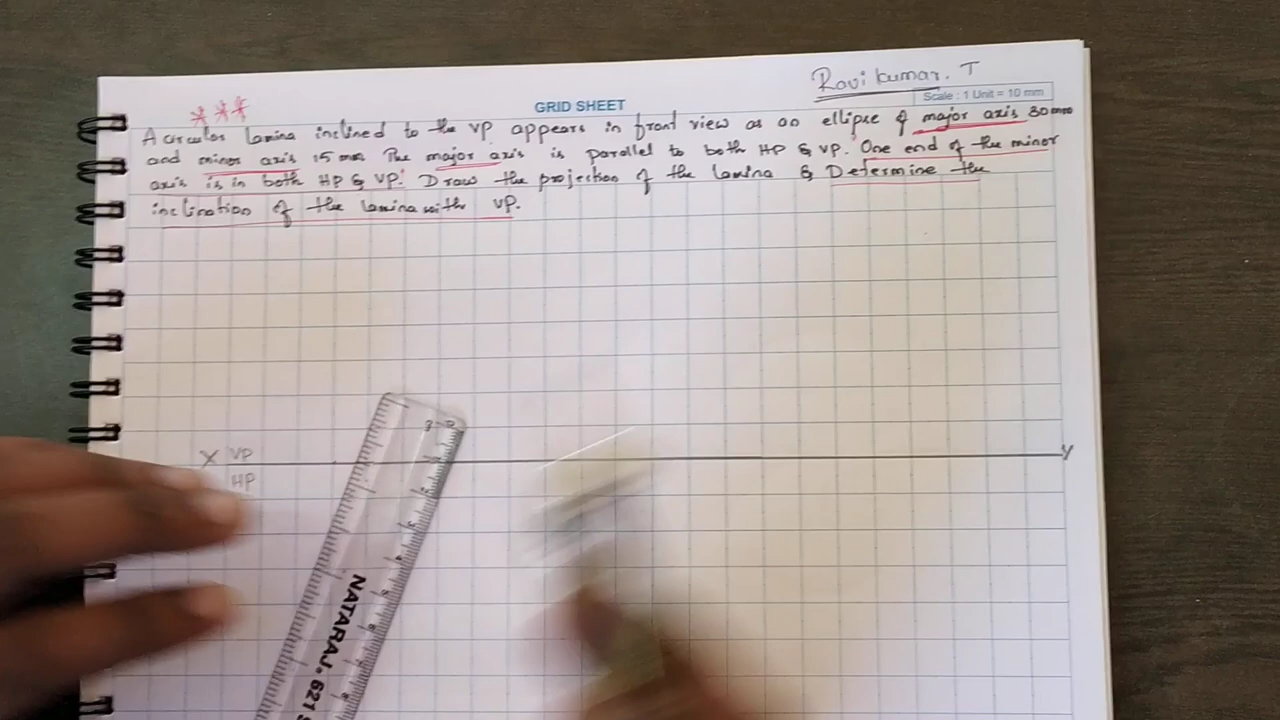 Ravikumar. T
GRID SHEET
Scale : 1 Unit = 10 mm
A circular lamina inclined to the VP appears in front view as an ellipse of major axis 30mm
and minor axis 15 mm The major axis is parallel to both HP & VP. One end of the minor
axis is in both HP & VP. Draw the projection of the lamina & Determine the
inclination of the lamina with VP.
X VP Y
HP
NATARAJ 621